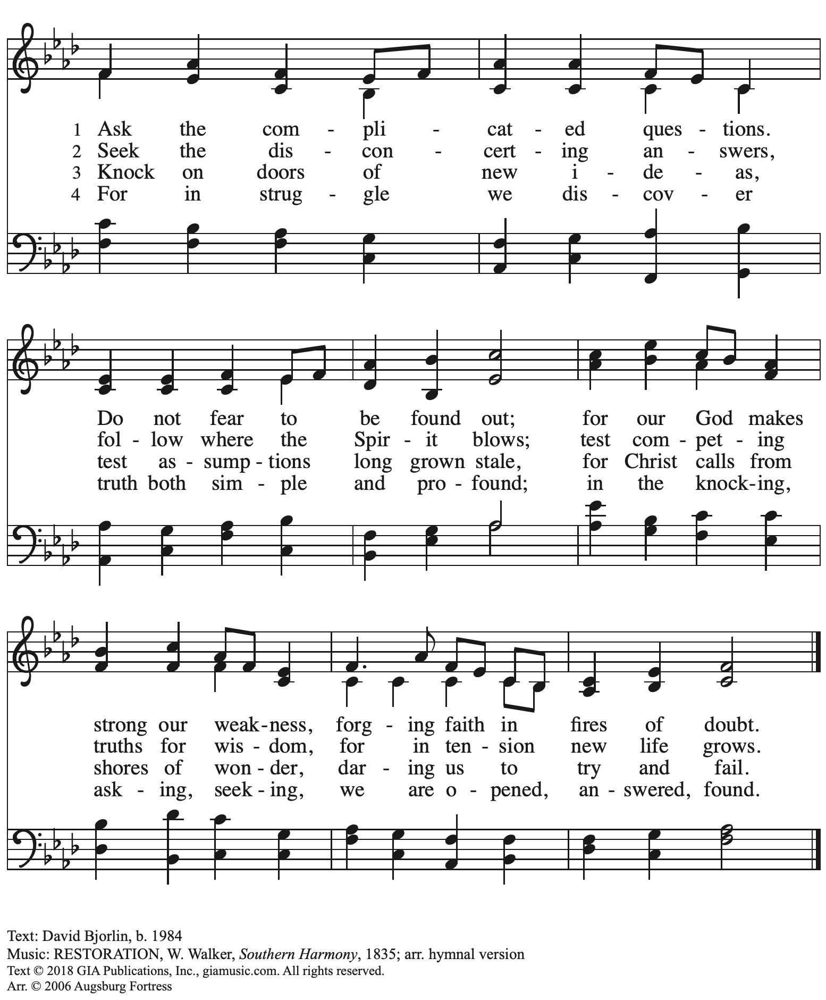 1 Ask the com - pli - cat - ed ques - tions.
2 Seek the dis - con - cert - ing an - swers,
3 Knock on doors of new i - de - as,
4 For in strug - gle we dis - cov - er
Do not fear to be found out; for our God makes
fol - low where the Spir - it blows; test com - pet - ing
test as - sump - tions long grown stale, for Christ calls from
truth both sim - ple and pro - found; in the knock - ing,
strong our weak - ness, forg - ing faith in fires of doubt.
truths for wis - dom, for in ten - sion new life grows.
shores of won - der, dar - ing us to try and fail.
ask - ing, seek - ing, we are o - pened, an - swered, found.
Text: David Bjorlin, b. 1984
Music: RESTORATION, W. Walker, Southern Harmony, 1835; arr. hymnal version
Text © 2018 GIA Publications, Inc., giamusic.com. All rights reserved.
Arr. © 2006 Augsburg Fortress